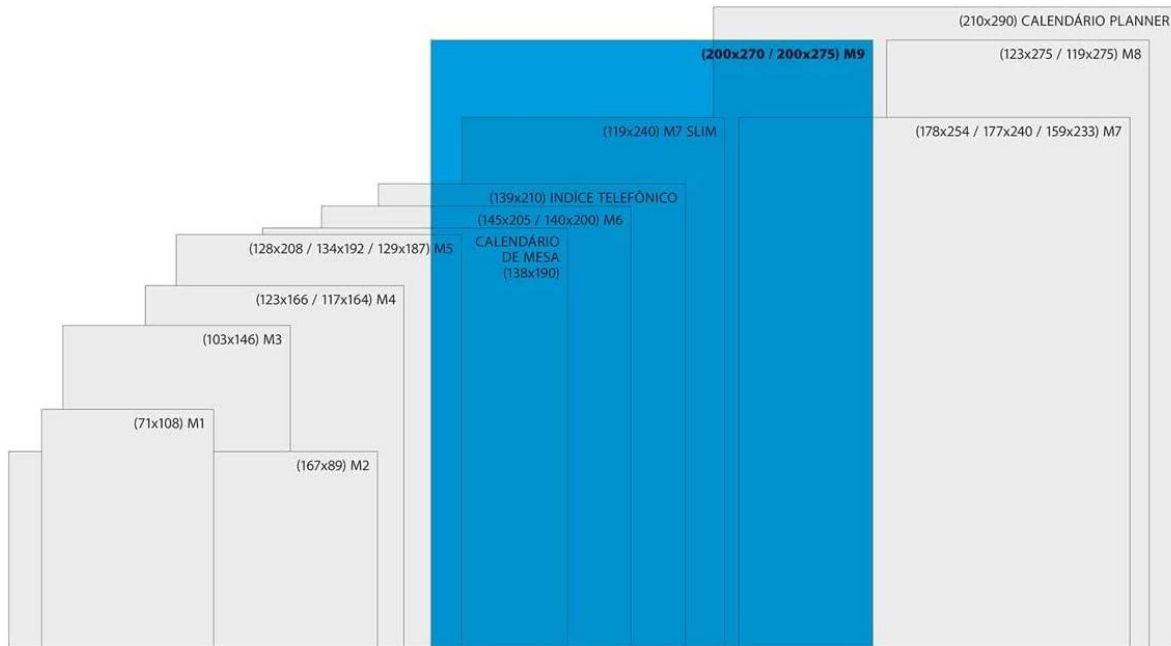 (210x290) CALENDÁRIO PLANNER
(200x270 / 200x275) M9
(123x275 / 119x275) M8
(119x240) M7 SLIM
(178x254 / 177x240 / 159x233) M7
(139x210) INDÍCE TELEFÔNICO
(145x205 / 140x200) M6
(128x208 / 134x192 / 129x187) M5
CALENDÁRIO
DE MESA
(138x190)
(123x166 / 117x164) M4
(103x146) M3
(71x108) M1
(167x89) M2